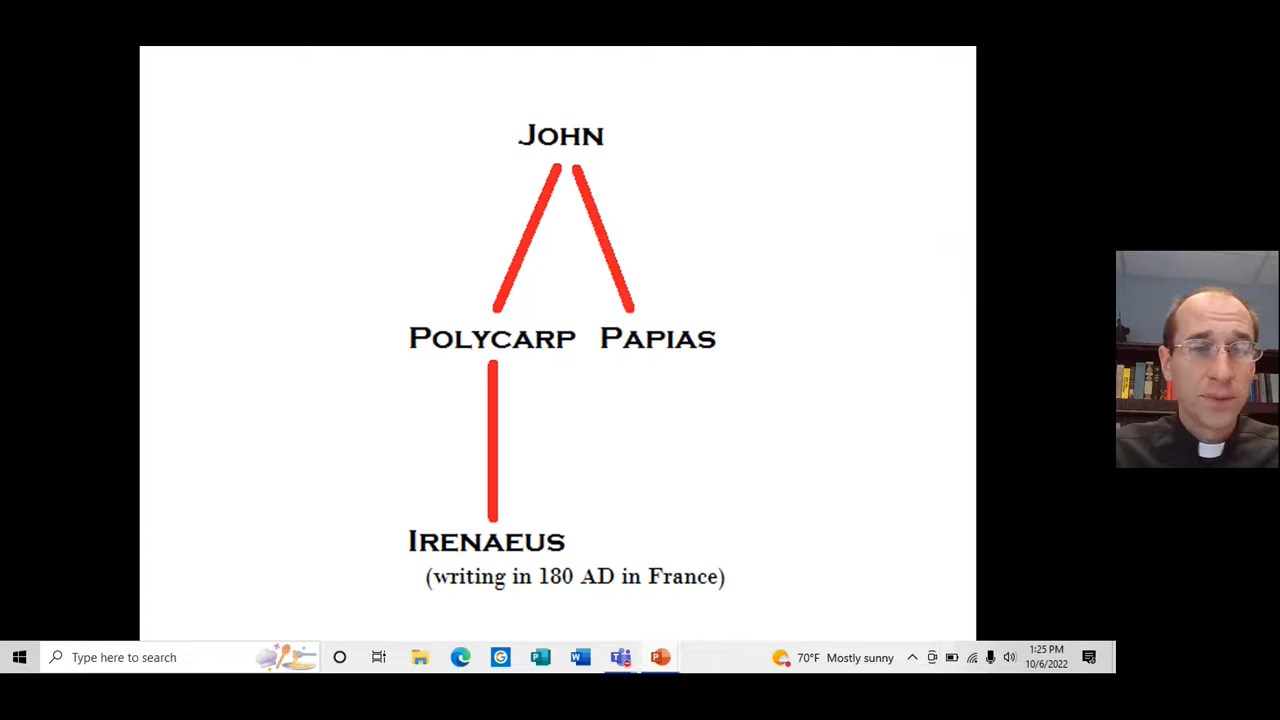 John
Polycarp Papias
Irenaeus
(writing in 180 AD in France)
Type here to search
70°F Mostly sunny
1:25 PM
10/6/2022